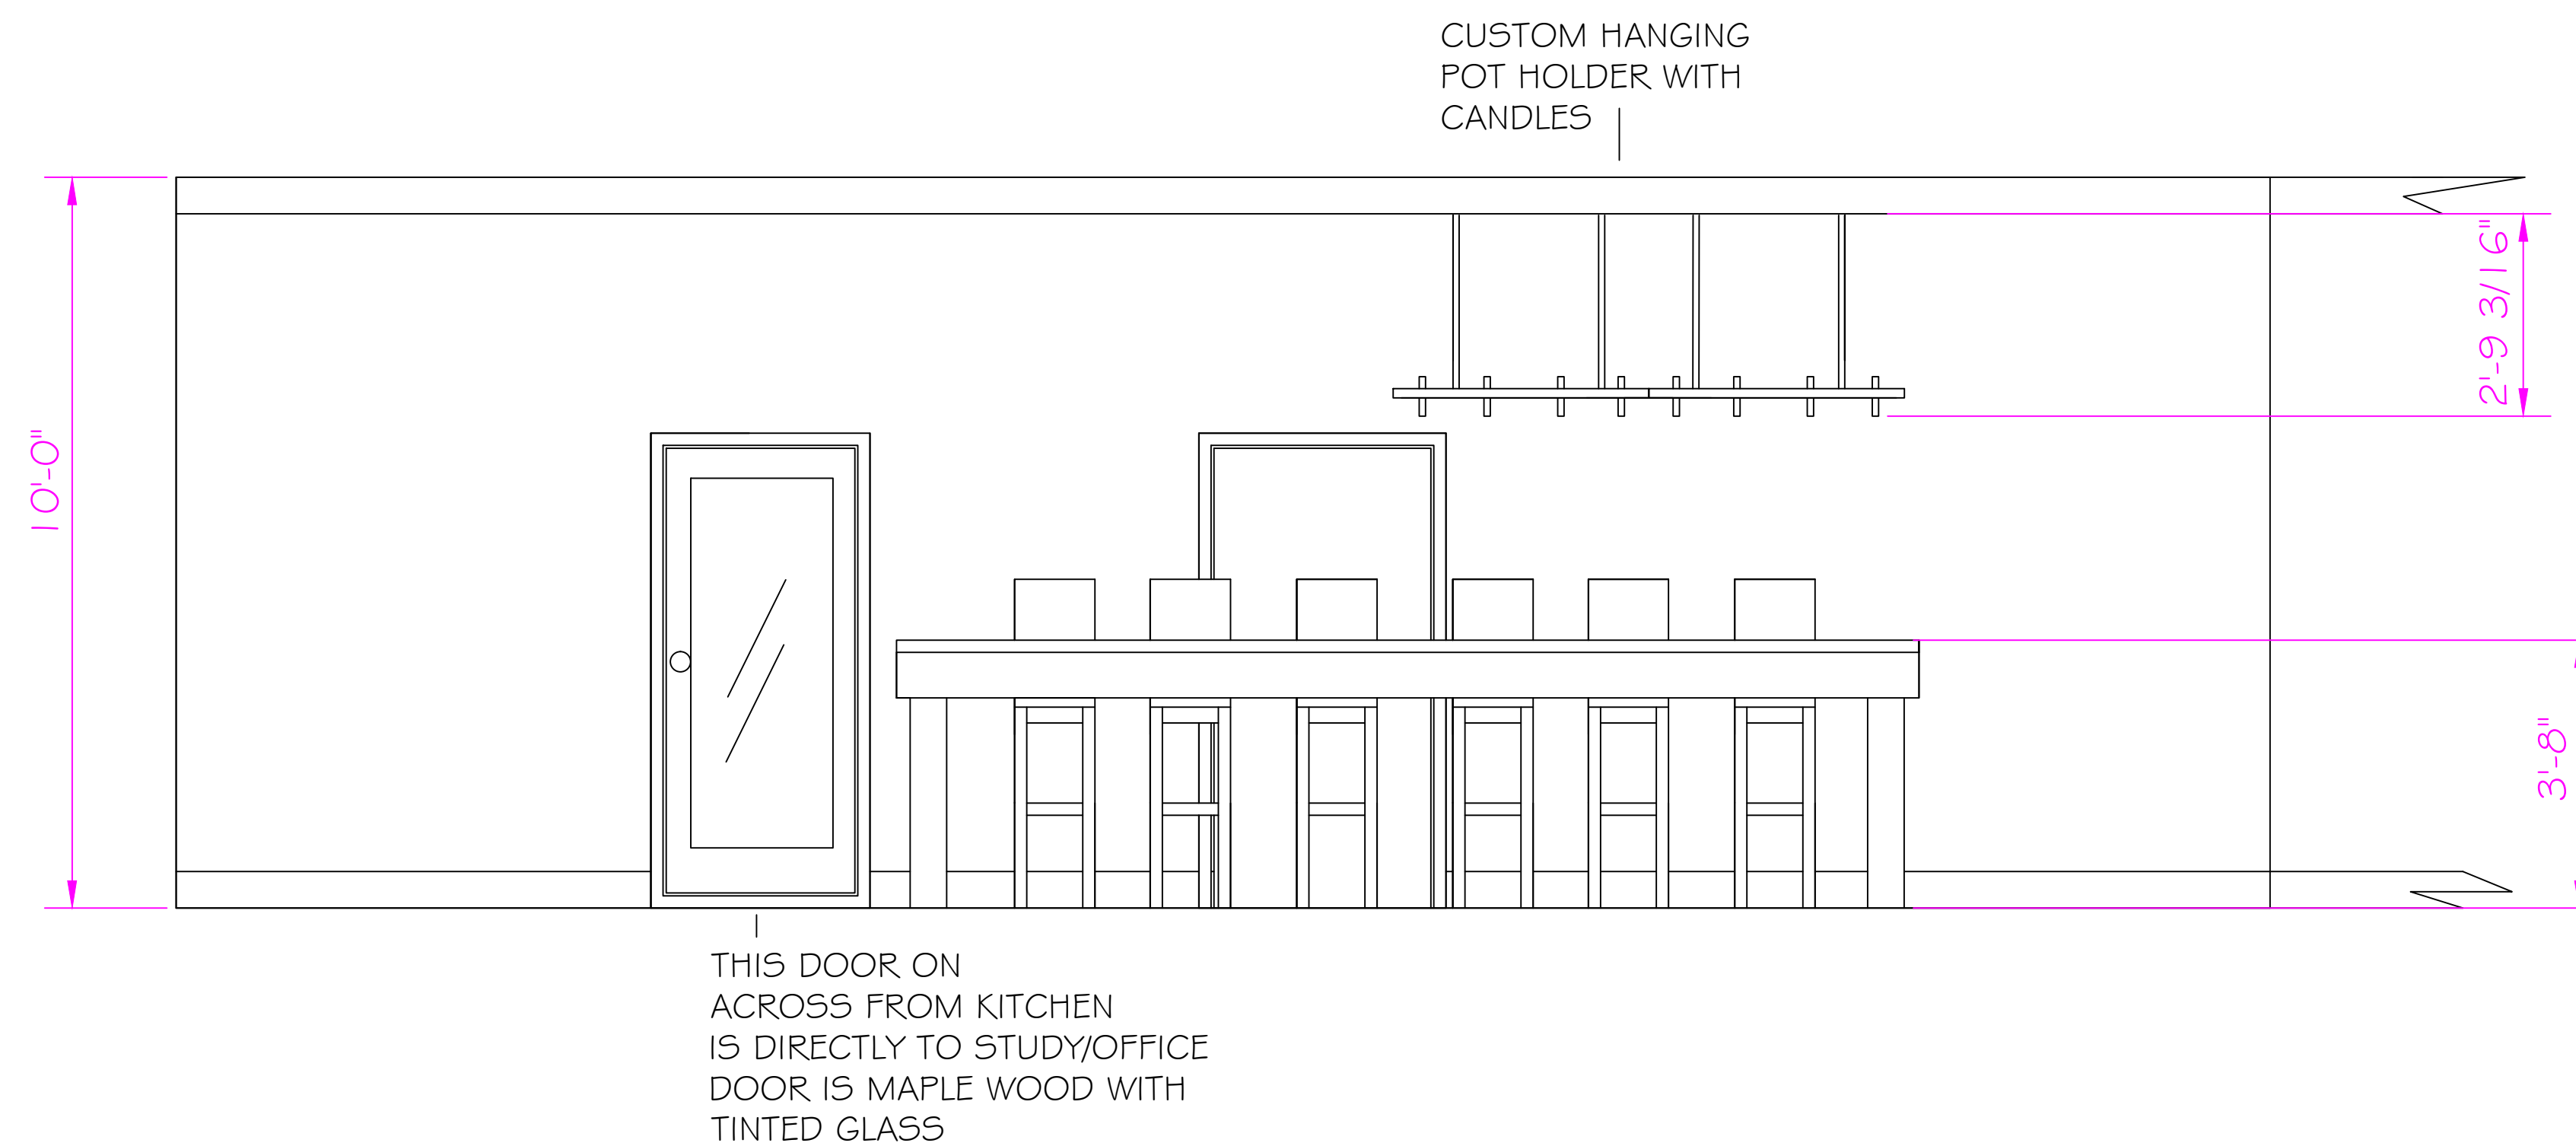 CUSTOM HANGING
POT HOLDER WITH
CANDLES
10'-0"
2'-9 3/16"
3'-8"
THIS DOOR ON
ACROSS FROM KITCHEN
IS DIRECTLY TO STUDY/OFFICE
DOOR IS MAPLE WOOD WITH
TINTED GLASS